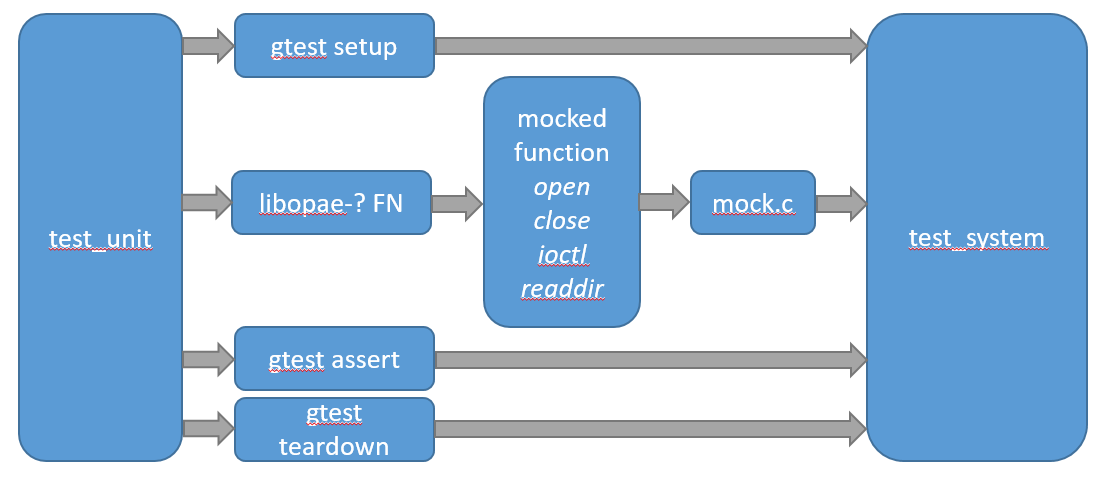 test_unit
gtest setup
libopae-? FN
mocked
function
open
close
ioctl
readdir
mock.c
test_system
gtest assert
gtest
teardown